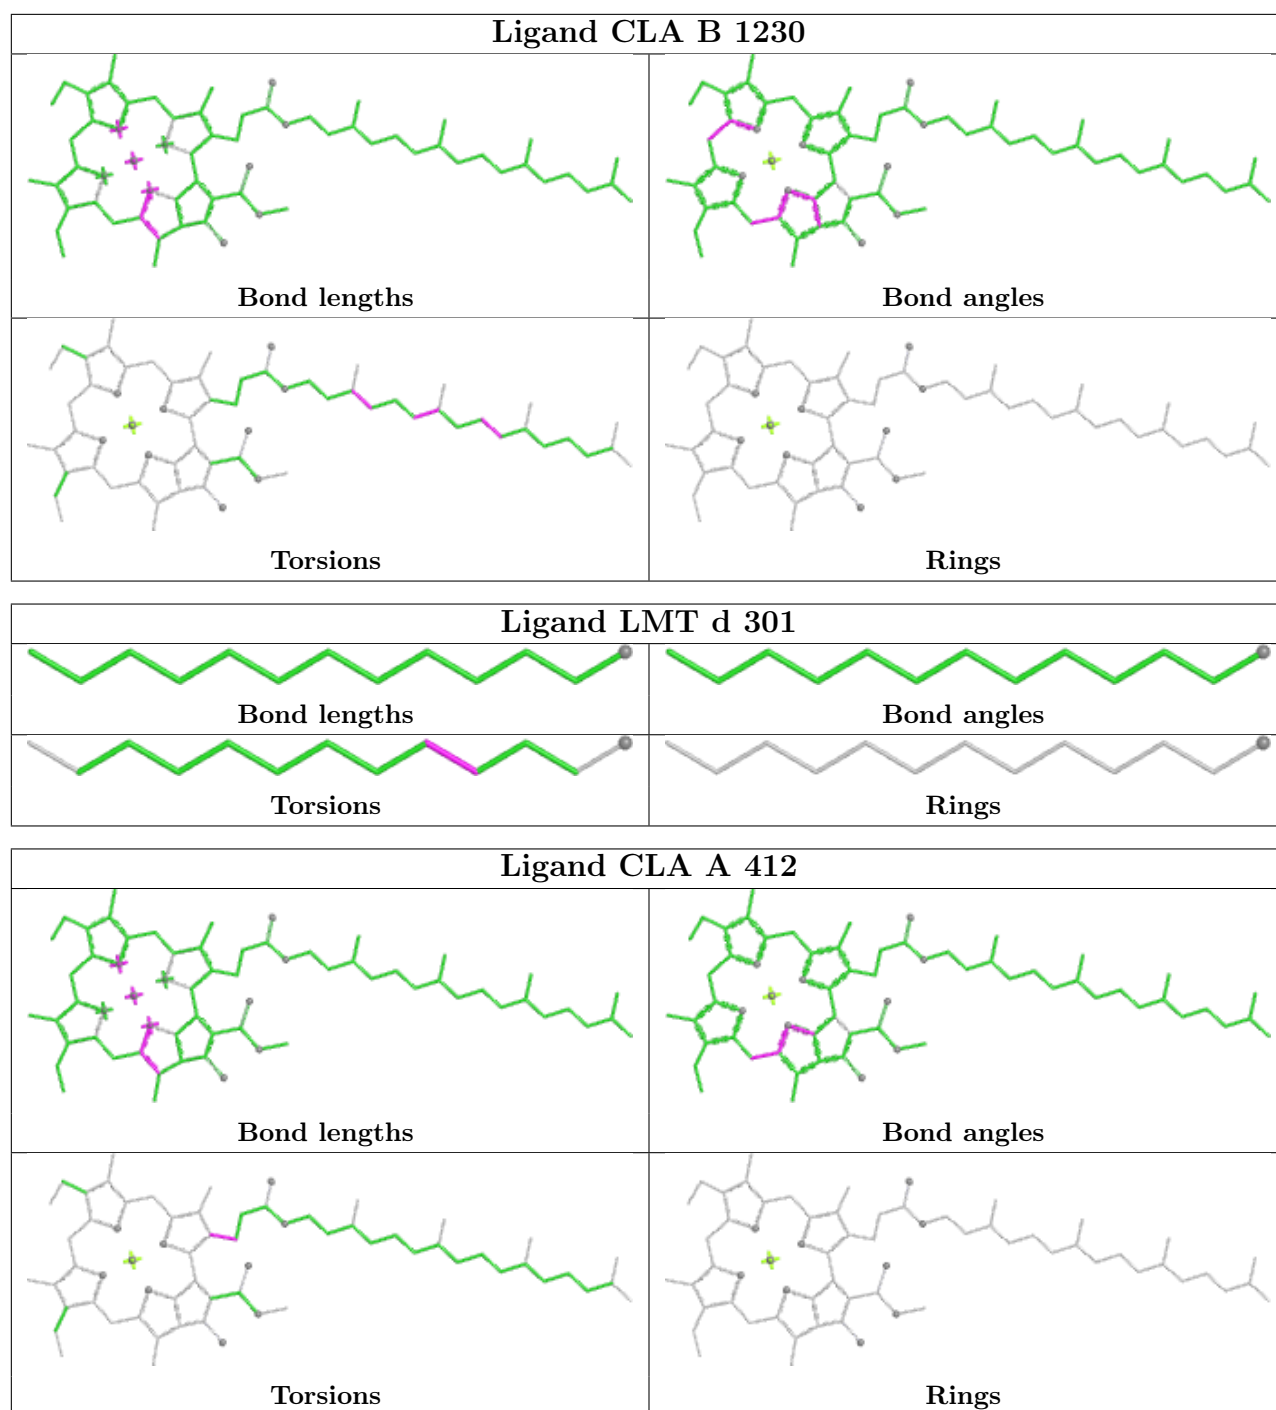 Ligand CLA B 1230
Bond lengths
Bond angles
Torsions
Rings
Ligand LMT d 301
Bond lengths
Bond angles
Torsions
Rings
Ligand CLA A 412
Bond lengths
Bond angles
Torsions
Rings